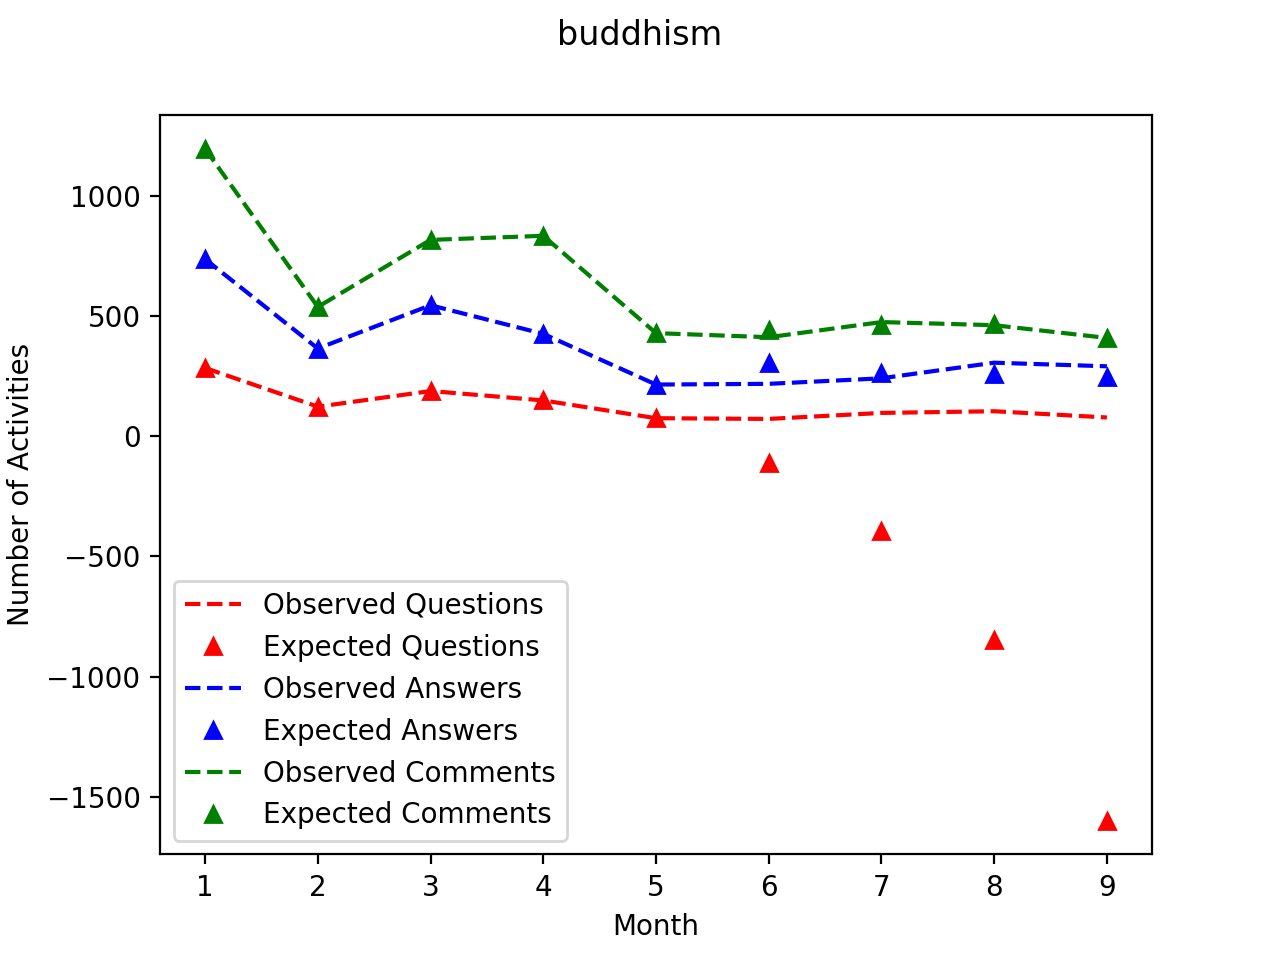 buddhism
Number of Activities
1000
500
0
−500
−1000
−1500
Observed Questions
Expected Questions
Observed Answers
Expected Answers
Observed Comments
Expected Comments
1 2 3 4 5 6 7 8 9
Month